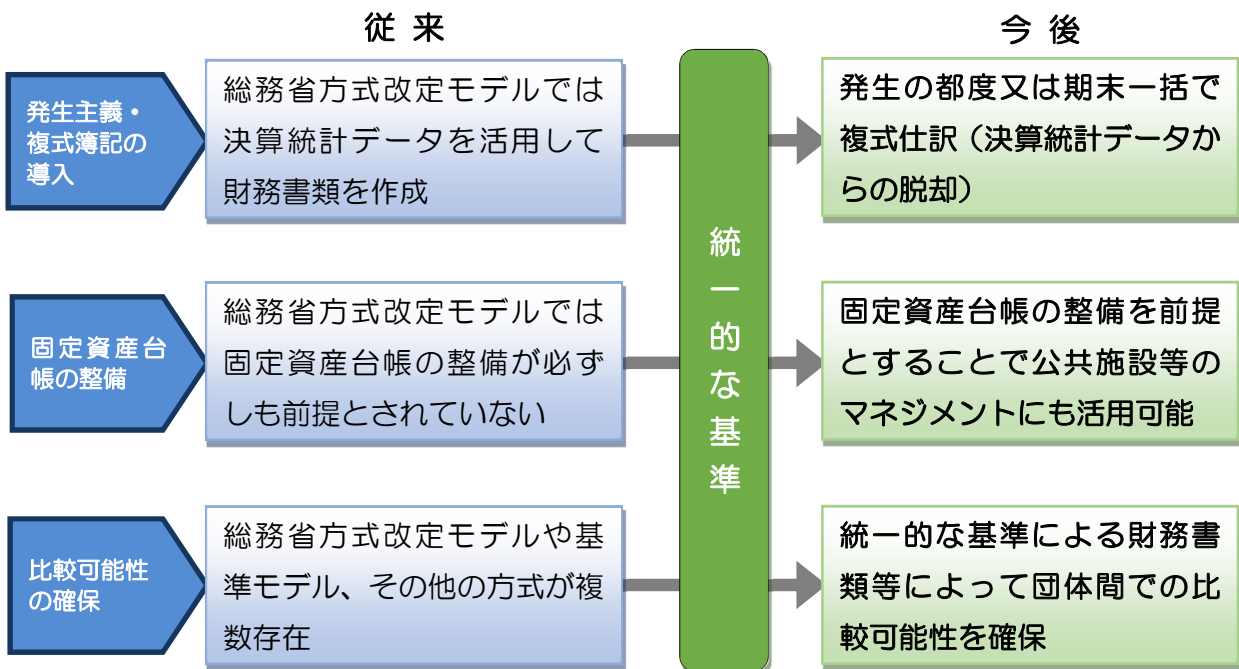 従 来
今 後
発生主義・
複式簿記の
導入
総務省方式改定モデルでは
決算統計データを活用して
財務書類を作成
発生の都度又は期末一括で
複式仕訳（決算統計データか
らの脱却）
統一的な基準
固定資産台
帳の整備
総務省方式改定モデルでは
固定資産台帳の整備が必ず
しも前提とされていない
固定資産台帳の整備を前提
とすることで公共施設等の
マネジメントにも活用可能
比較可能性
の確保
総務省方式改定モデルや基
準モデル、その他の方式が複
数存在
統一的な基準による財務書
類等によって団体間での比
較可能性を確保